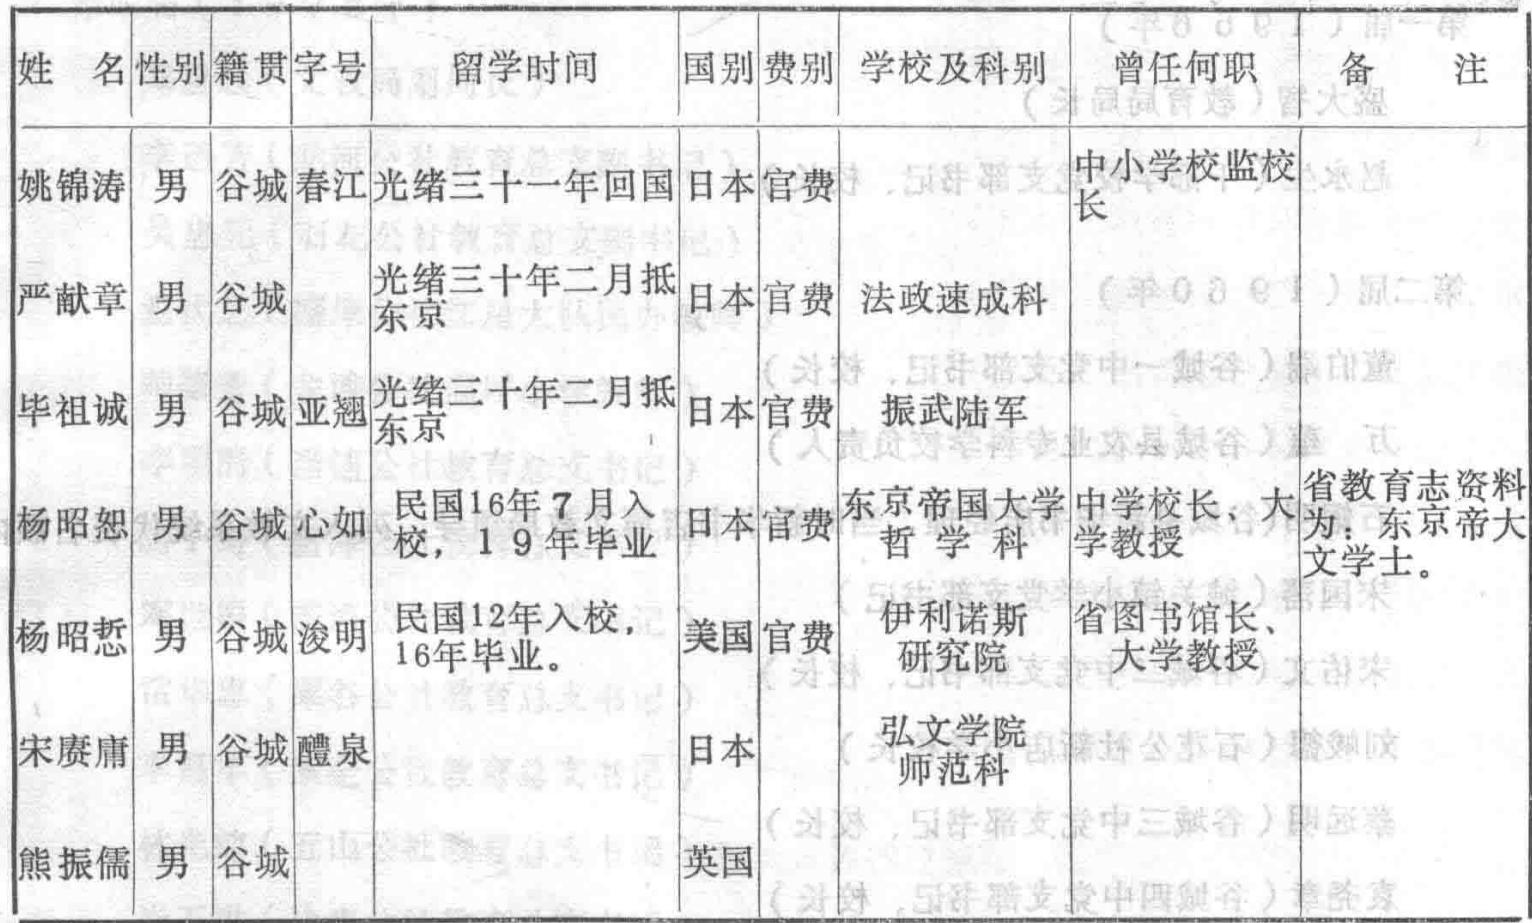 姓 名 性别 籍贯 字号 留学时间 国别 费别 学校及科别 曾任何职 备 注
姚锦涛 男 谷城 春江 光绪三十一年回国 日本 官费 中小学校监校
长
严献章 男 谷城 光绪三十年二月抵
东京 日本 官费 法政速成科
毕祖诚 男 谷城 亚翘 光绪三十年二月抵
东京 日本 官费 振武陆军
杨昭恕 男 谷城 心如 民国16年7月入
校，19年毕业 日本 官费 东京帝国大学
哲学科 中学校长、大
学教授 省教育志资料
为：东京帝大
文学士。
杨昭悊 男 谷城 浚明 民国12年入校，
16年毕业。 美国 官费 伊利诺斯
研究院 省图书馆长、
大学教授
宋赓庸 男 谷城 醴泉 日本 弘文学院
师范科
熊振儒 男 谷城 英国